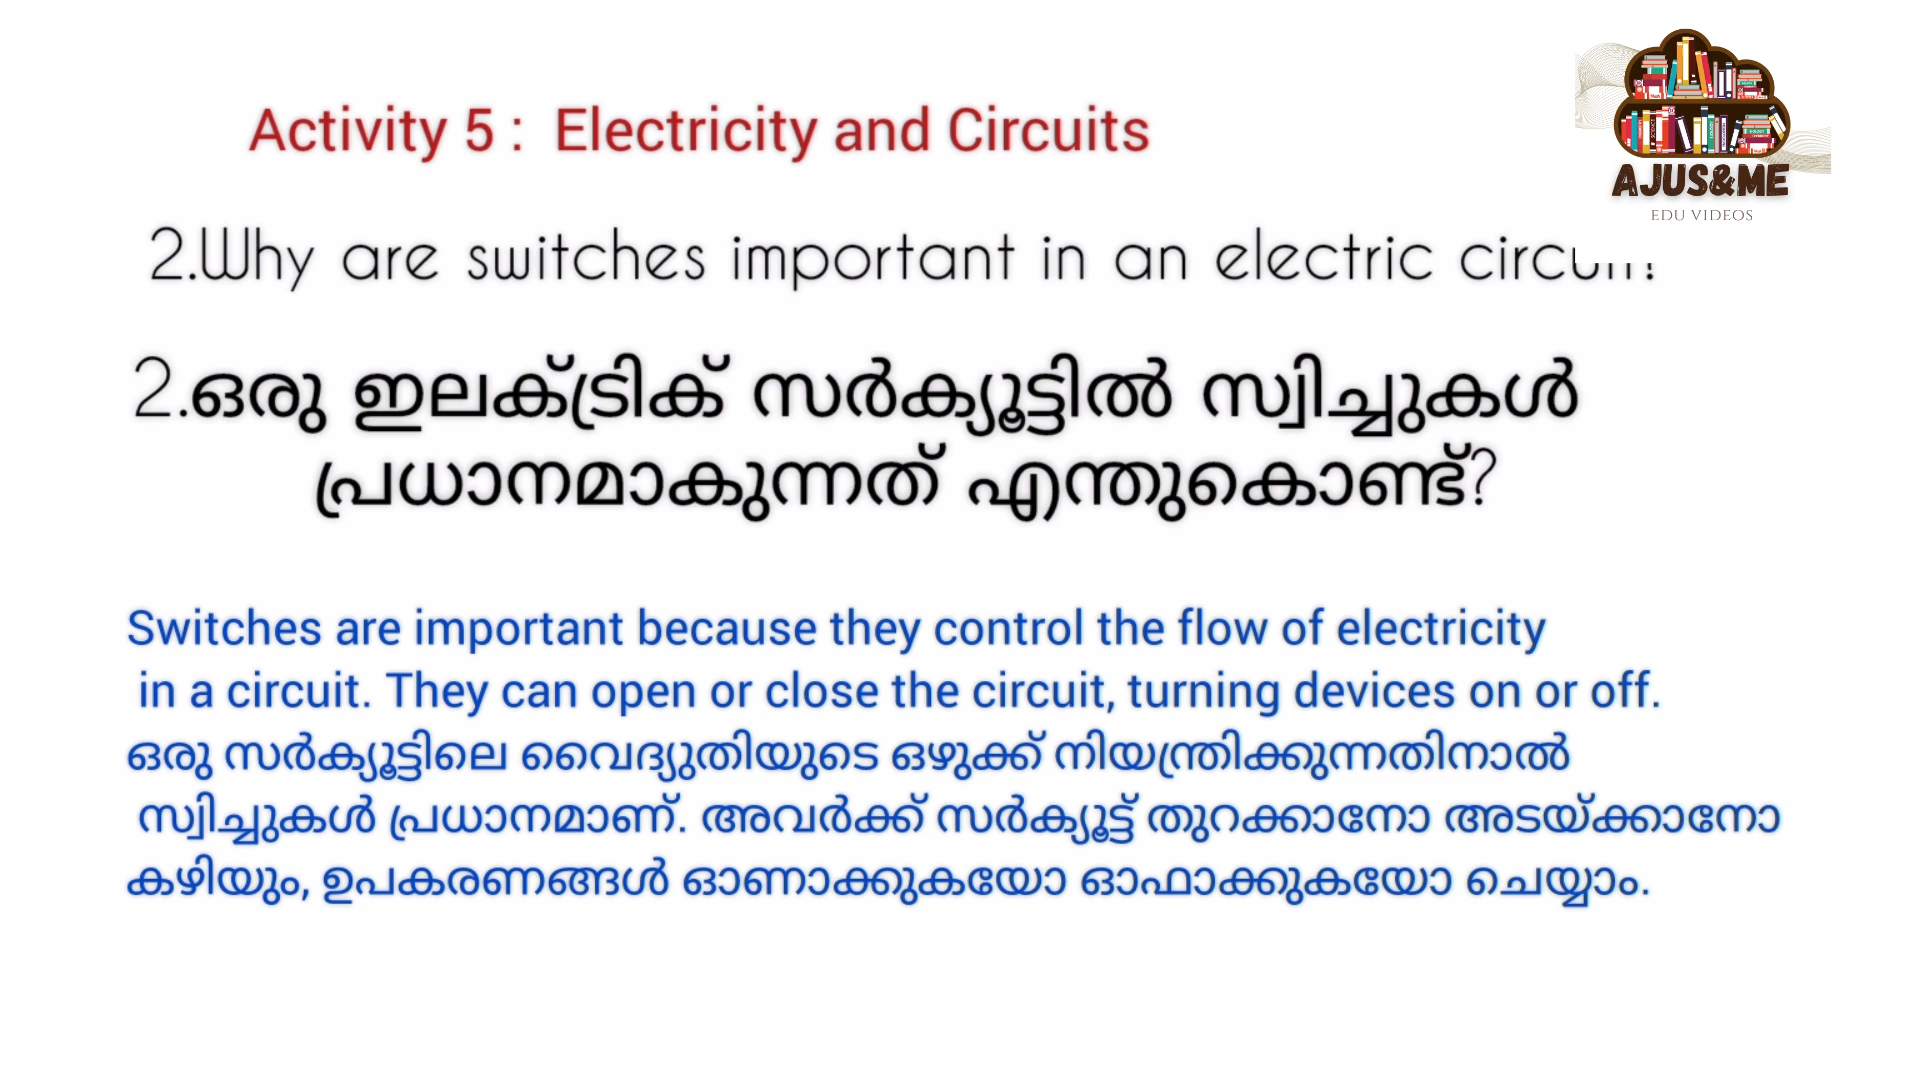 AJUS&ME
EDU VIDEOS
Activity 5 : Electricity and Circuits
2.Why are switches important in an electric circuit?
2.ഒരു ഇലക്ട്രിക് സർക്യൂട്ടിൽ സ്വിച്ചുകൾ
പ്രധാനമാകുന്നത് എന്തുകൊണ്ട്?
Switches are important because they control the flow of electricity
in a circuit. They can open or close the circuit, turning devices on or off.
ഒരു സർക്യൂട്ടിലെ വൈദ്യുതിയുടെ ഒഴുക്ക് നിയന്ത്രിക്കുന്നതിനാൽ
സ്വിച്ചുകൾ പ്രധാനമാണ്. അവർക്ക് സർക്യൂട്ട് തുറക്കാനോ അടയ്ക്കാനോ
കഴിയും, ഉപകരണങ്ങൾ ഓണാക്കുകയോ ഓഫാക്കുകയോ ചെയ്യാം.